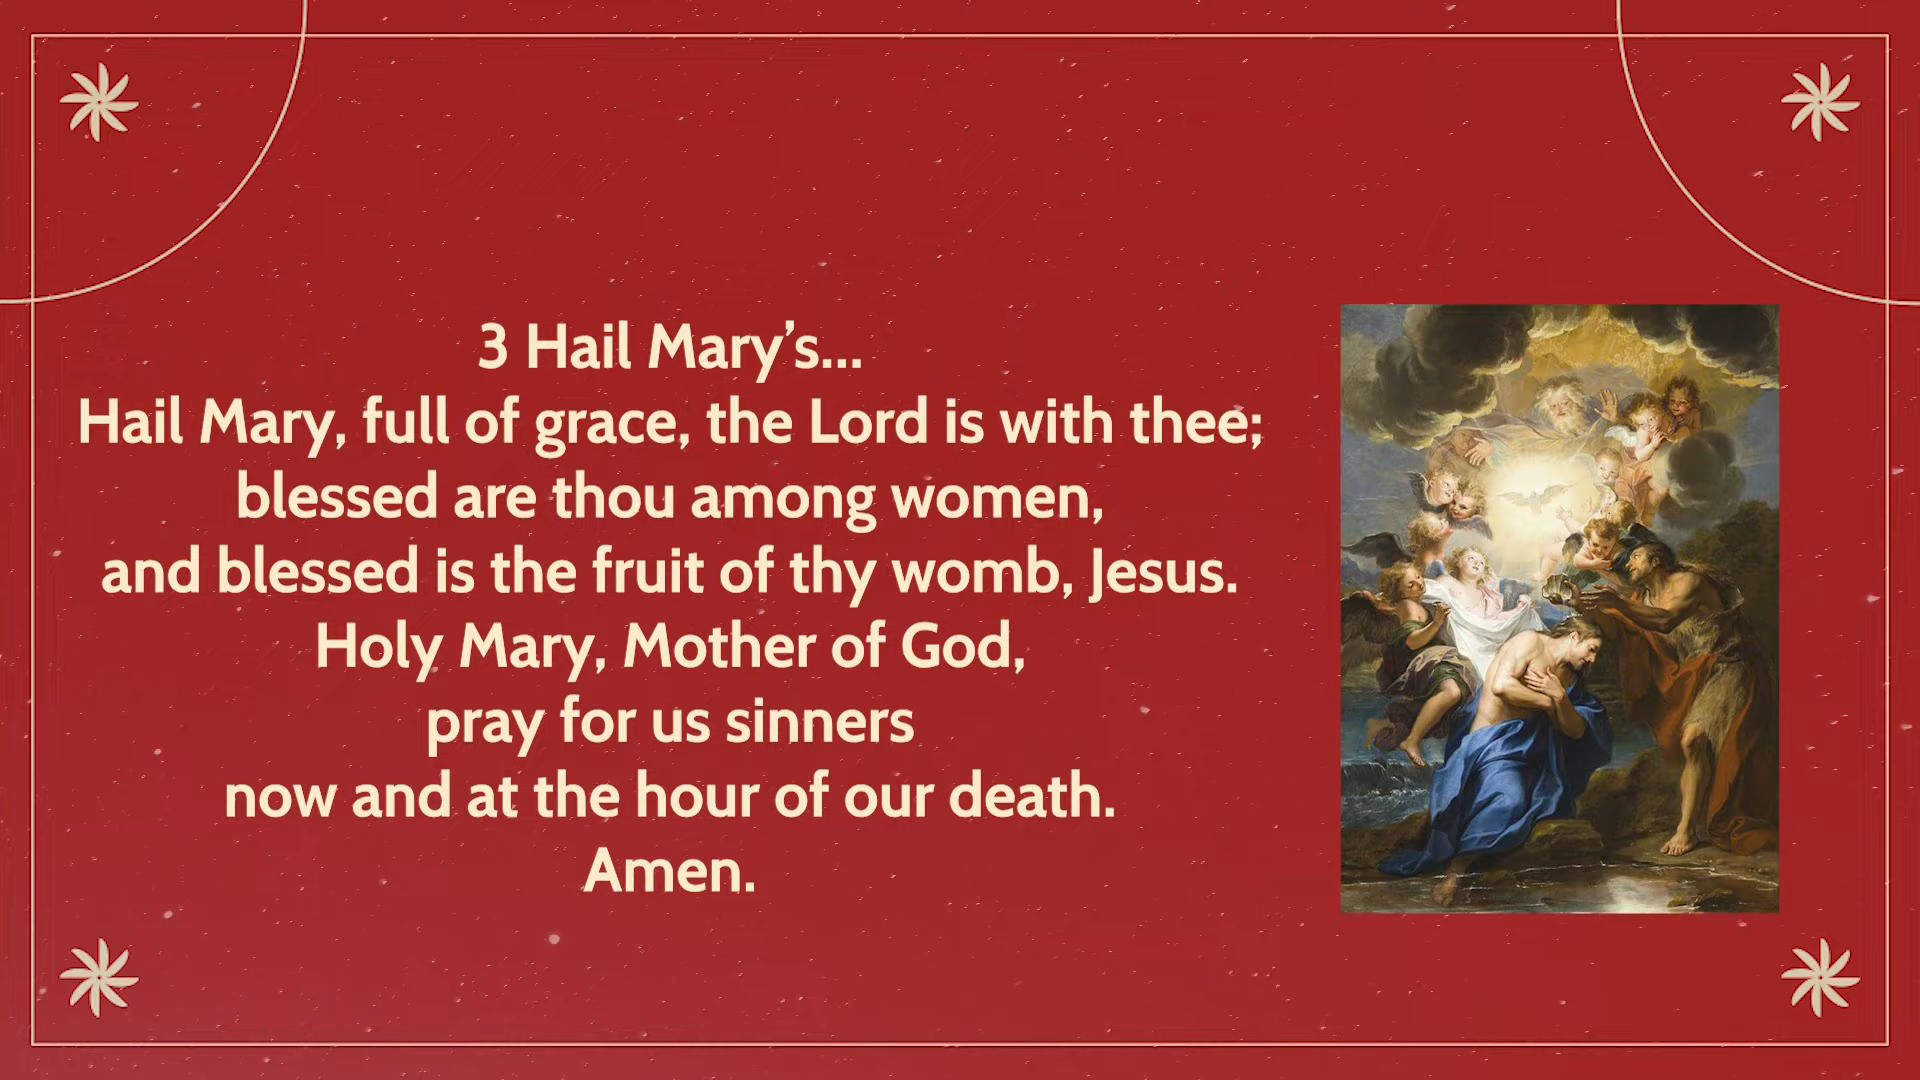 3 Hail Mary’s...
Hail Mary, full of grace, the Lord is with thee;
blessed are thou among women,
and blessed is the fruit of thy womb, Jesus.
Holy Mary, Mother of God,
pray for us sinners
now and at the hour of our death.
Amen.